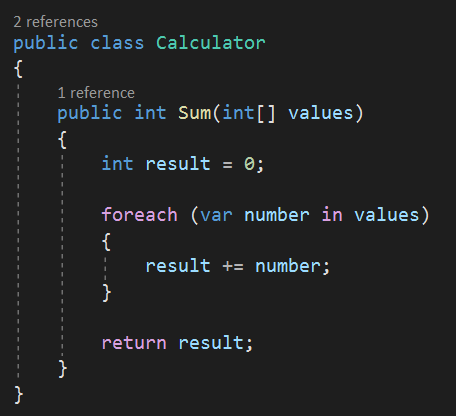 2 references
public class Calculator
{
1 reference
public int Sum(int[] values)
{
int result = 0;
foreach (var number in values)
{
result += number;
}
return result;
}
}